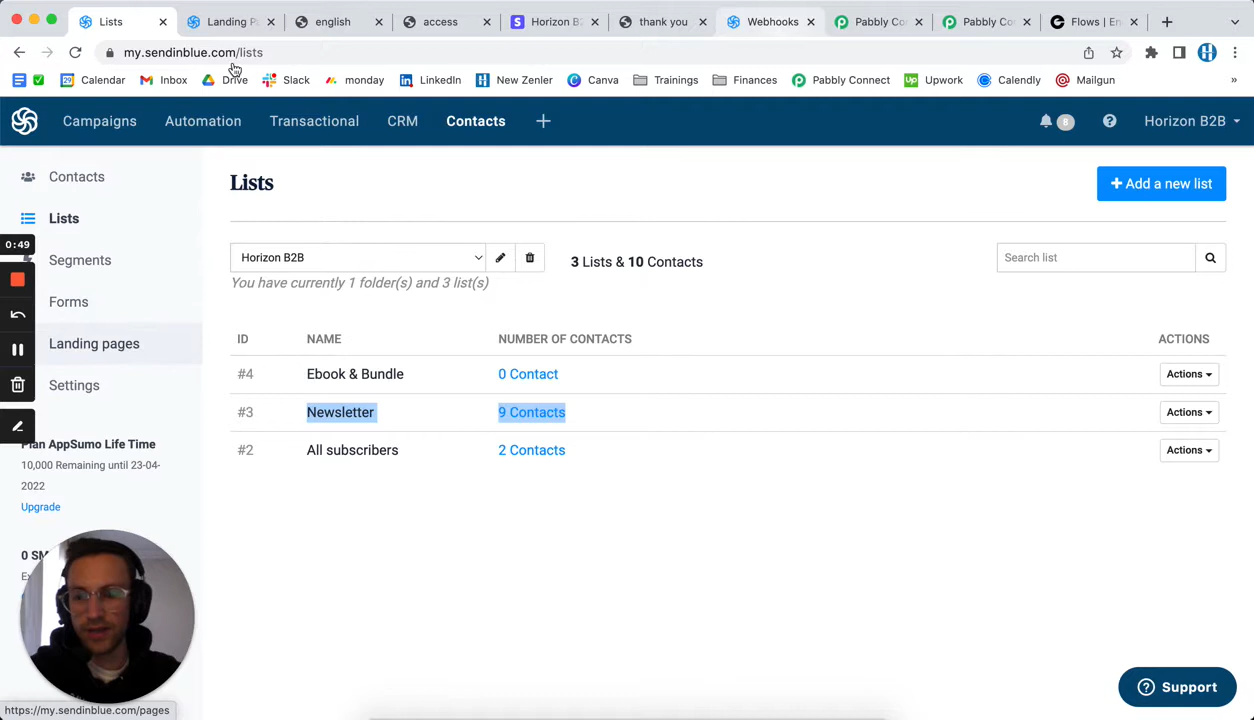 Lists
Landing P
english
access
Horizon B
thank you
Webhooks
Pabbly Co
Pabbly Co
Flows | En
my.sendinblue.com/lists
Calendar
Inbox
Drive
Slack
monday
LinkedIn
New Zenler
Canva
Trainings
Finances
Pabbly Connect
Upwork
Calendly
Mailgun
»
Campaigns
Automation
Transactional
CRM
Contacts
8
Horizon B2B
Contacts
Lists
0:49
Segments
Forms
Landing pages
Settings
Plan AppSumo Life Time
10,000 Remaining until 23-04-
2022
Upgrade
0 SM
Ex
Lists
+ Add a new list
Horizon B2B
3 Lists & 10 Contacts
Search list
You have currently 1 folder(s) and 3 list(s)
ID NAME NUMBER OF CONTACTS ACTIONS
#4 Ebook & Bundle 0 Contact Actions
#3 Newsletter 9 Contacts Actions
#2 All subscribers 2 Contacts Actions
Support
https://my.sendinblue.com/pages